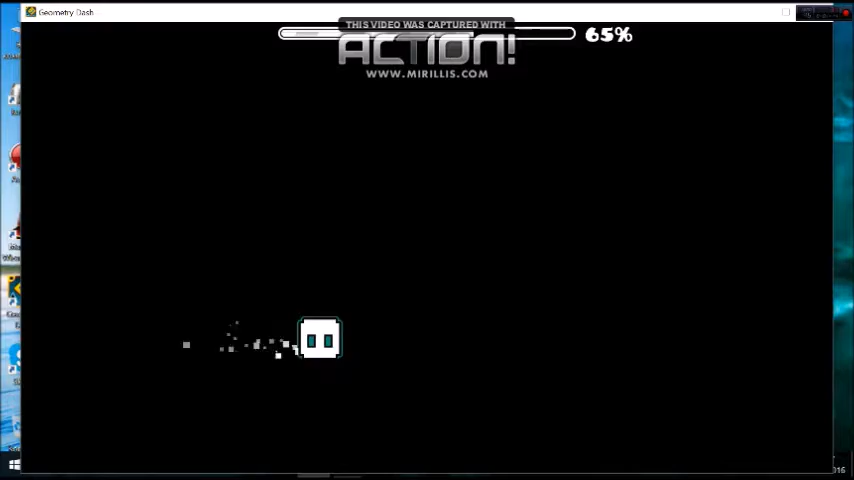 Geometry Dash
THIS VIDEO WAS CAPTURED WITH
ACTION!
WWW.MIRILLIS.COM
65%